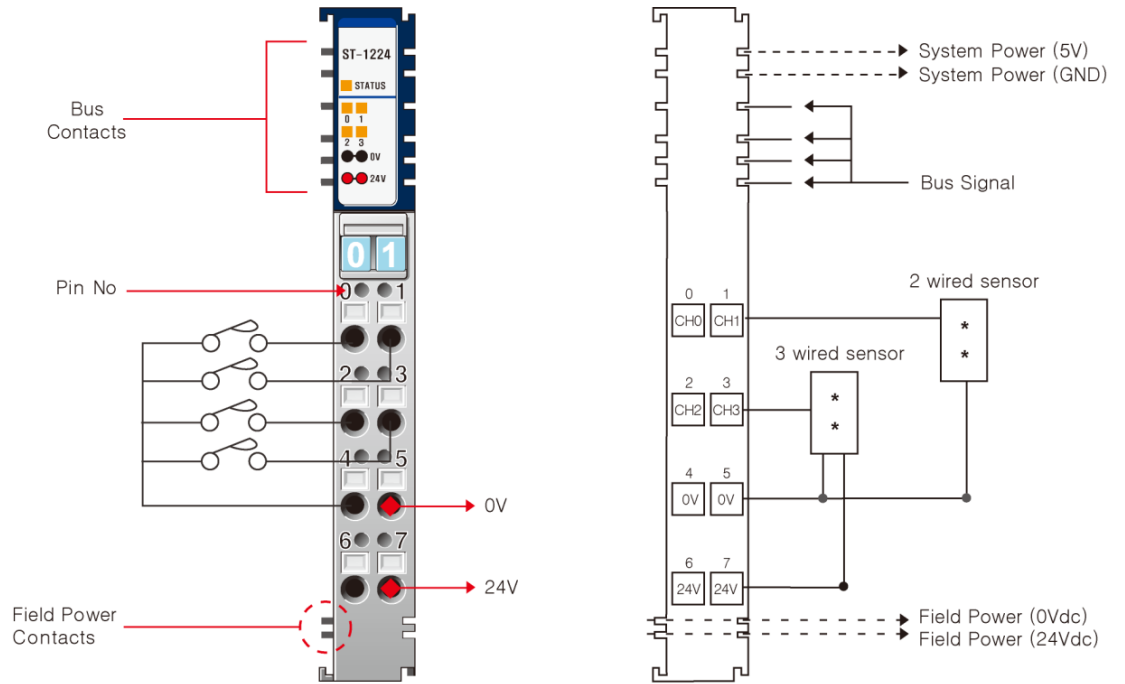 ST-1224
STATUS
0 1
2 3
0V
24V
Bus
Contacts
01
Pin No
0 1
2 3
4 5
0V
6 7
24V
Field Power
Contacts
System Power (5V)
System Power (GND)
Bus Signal
2 wired sensor
0 1
CH0 CH1
* *
3 wired sensor
2 3
CH2 CH3
* *
4 5
0V 0V
6 7
24V 24V
Field Power (0Vdc)
Field Power (24Vdc)